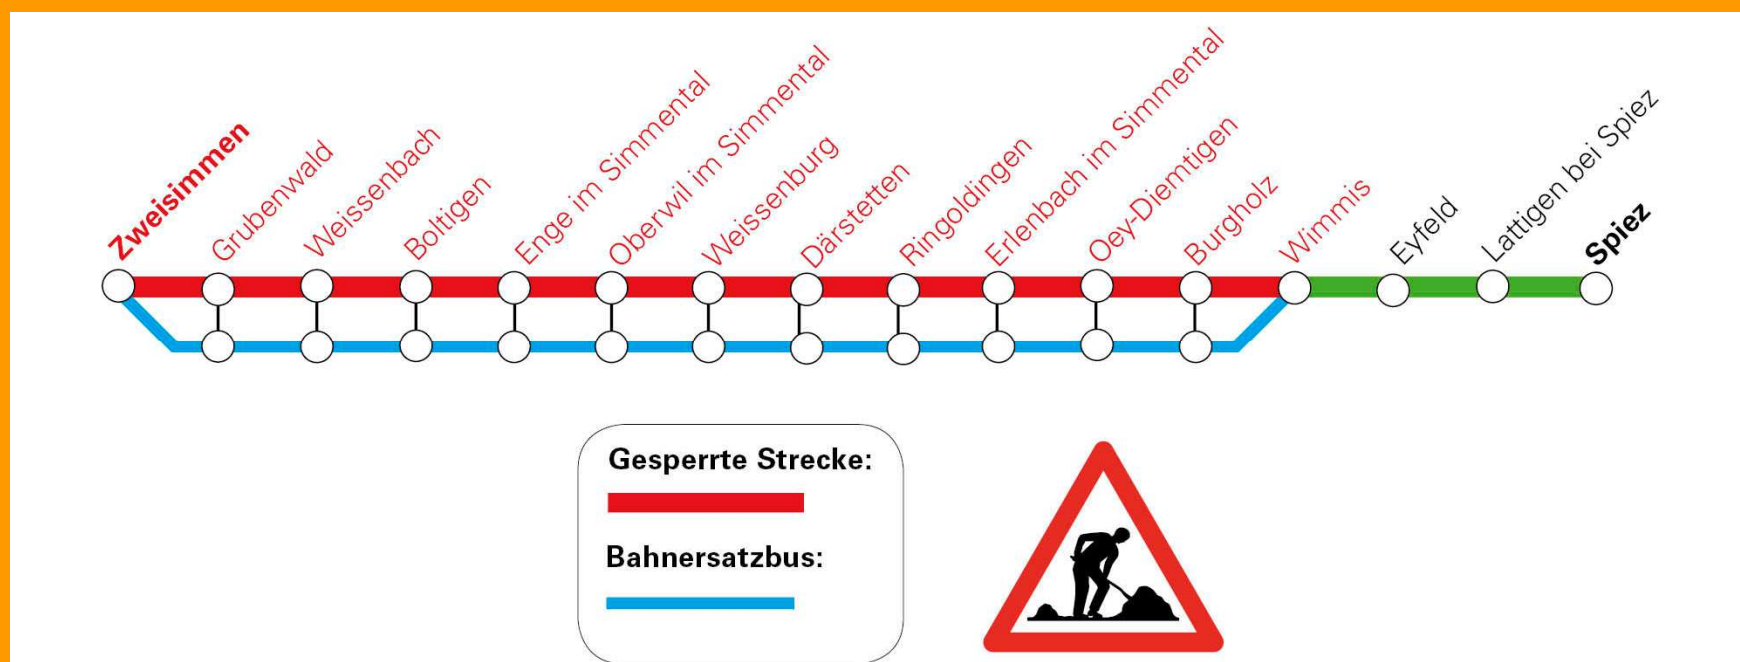 Zweisimmen
Grubenwald
Weissenbach
Boltigen
Enge im Simmental
Oberwil im Simmental
Weissenburg
Därstetten
Ringoldingen
Erlenbach im Simmental
Oey-Diemtigen
Burgholz
Wimmis
Eyfeld
Lattigen bei Spiez
Spiez
Gesperrte Strecke:
Bahnersatzbus: